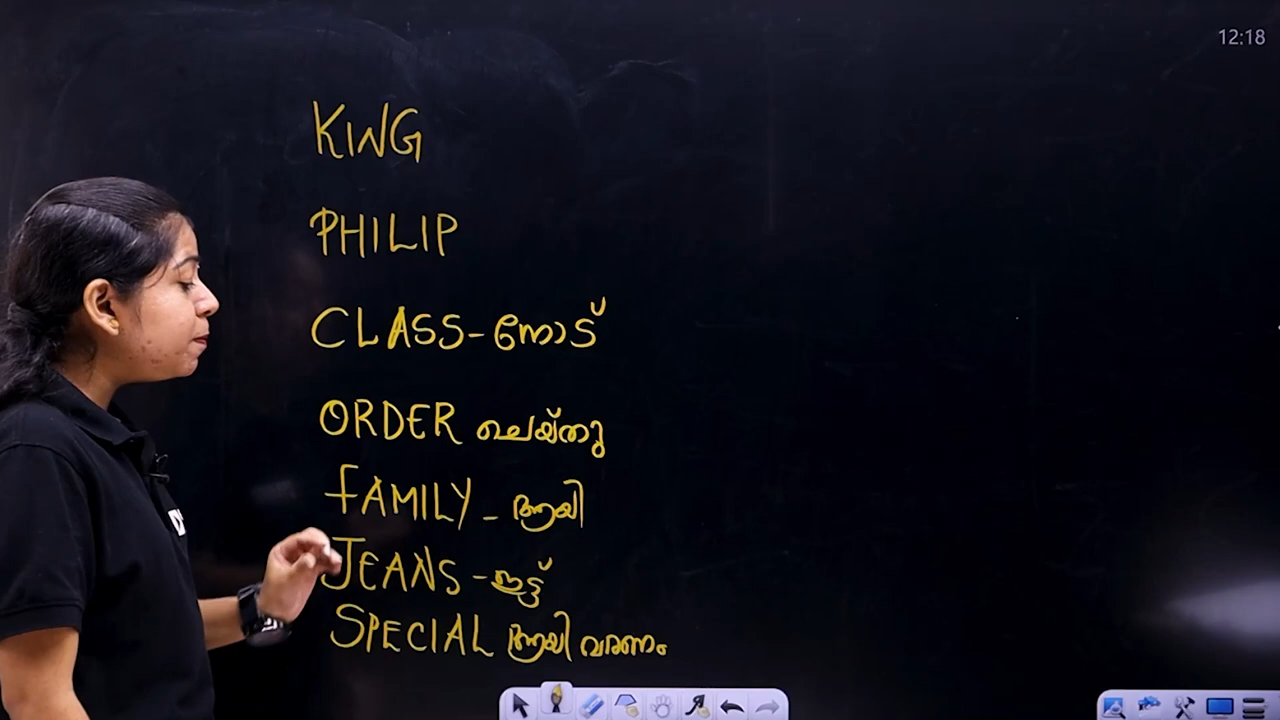 12:18
KING
PHILIP
CLASS-നോട്
ORDER ചെയ്തു
FAMILY - ആയി
JEANS - ഇട്ട്
SPECIAL ആയി വരണം